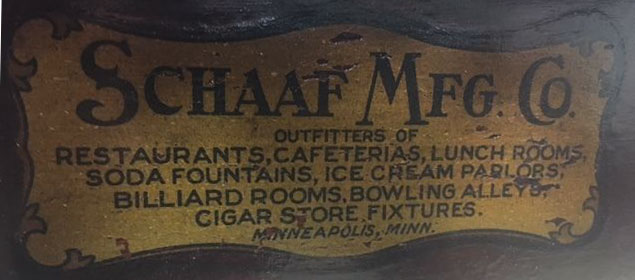 SCHAAF MFG. CO.
OUTFITTERS OF
RESTAURANTS, CAFETERIAS, LUNCH ROOMS,
SODA FOUNTAINS, ICE CREAM PARLORS,
BILLIARD ROOMS, BOWLING ALLEYS,
CIGAR STORE FIXTURES.
MINNEAPOLIS, MINN.